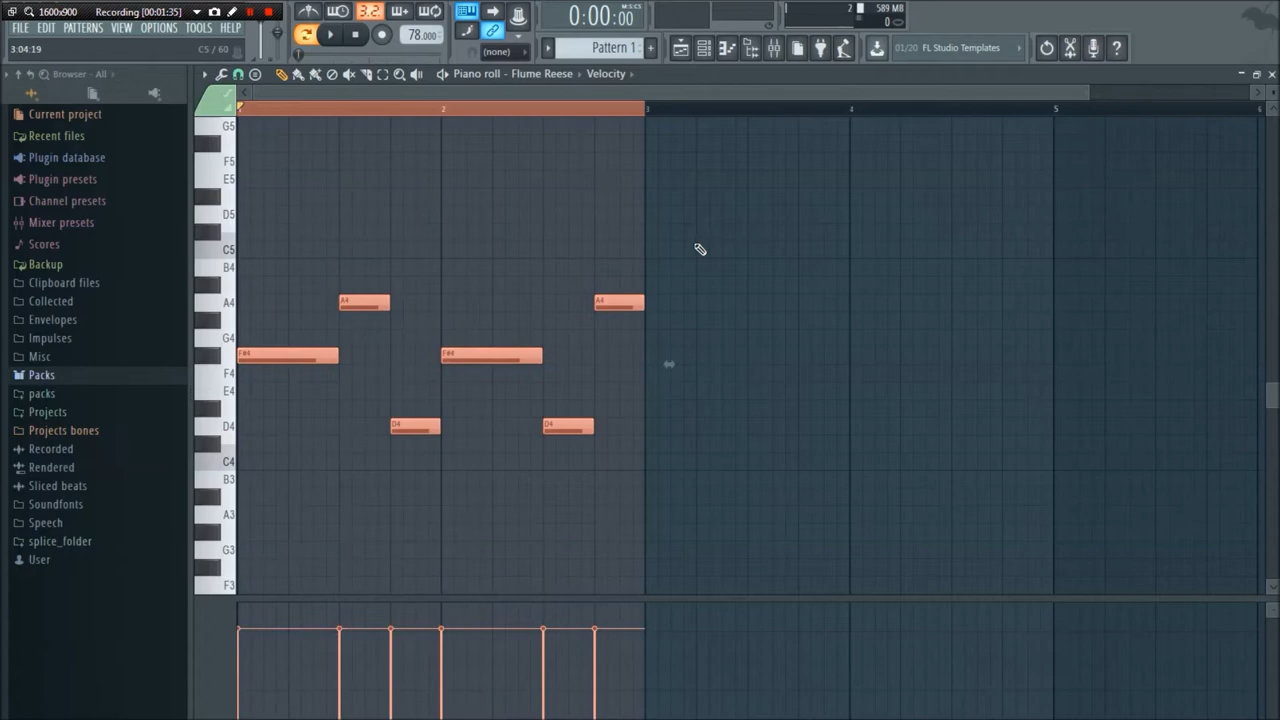 1600x900 Recording [00:01:35]
FILE EDIT PATTERNS VIEW OPTIONS TOOLS HELP
3:04:19 C5 / 60
3.2
78.000
(none)
0:00:00 M:S:CS
Pattern 1
2 589 MB
0
01/20 FL Studio Templates
Browser - All
Piano roll - Flume Reese Velocity
Current project
Recent files
Plugin database
Plugin presets
Channel presets
Mixer presets
Scores
Backup
Clipboard files
Collected
Envelopes
Impulses
Misc
Packs
packs
Projects
Projects bones
Recorded
Rendered
Sliced beats
Soundfonts
Speech
splice_folder
User
2 3 4 5 6
G5
F5
E5
D5
C5
B4
A4 A4 A4
G4
F#4 F#4
F4
E4
D4 D4 D4
C4
B3
A3
G3
F3